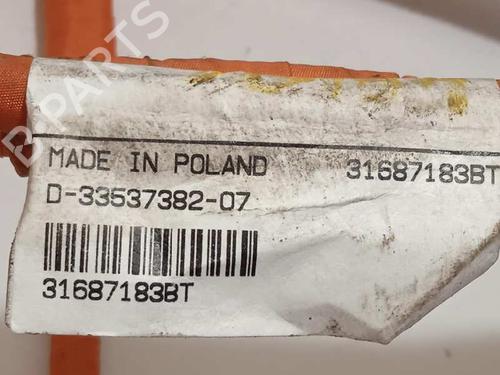 B-PARTS
MADE IN POLAND 31687183BT
D-33537382-07
31687183BT